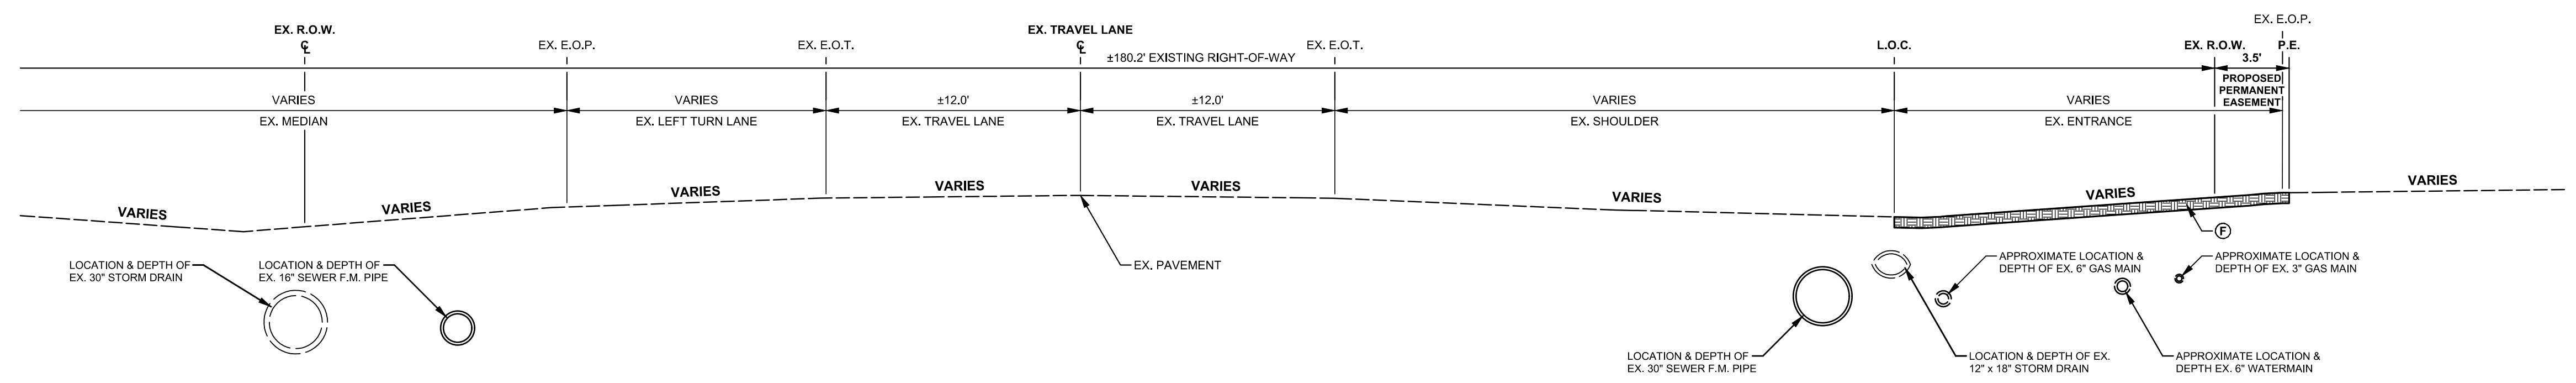 EX. E.O.P.
EX. R.O.W.
℄
EX. E.O.P.
EX. E.O.T.
EX. TRAVEL LANE
℄
EX. E.O.T.
L.O.C.
EX. R.O.W.
P.E.
±180.2' EXISTING RIGHT-OF-WAY
3.5'
PROPOSED
PERMANENT
EASEMENT
VARIES
VARIES
±12.0'
±12.0'
VARIES
VARIES
EX. MEDIAN
EX. LEFT TURN LANE
EX. TRAVEL LANE
EX. TRAVEL LANE
EX. SHOULDER
EX. ENTRANCE
VARIES
VARIES
VARIES
VARIES
VARIES
VARIES
VARIES
VARIES
F
EX. PAVEMENT
LOCATION & DEPTH OF
EX. 30" STORM DRAIN
LOCATION & DEPTH OF
EX. 16" SEWER F.M. PIPE
APPROXIMATE LOCATION &
DEPTH OF EX. 6" GAS MAIN
APPROXIMATE LOCATION &
DEPTH OF EX. 3" GAS MAIN
LOCATION & DEPTH OF
EX. 30" SEWER F.M. PIPE
LOCATION & DEPTH OF EX.
12" x 18" STORM DRAIN
APPROXIMATE LOCATION &
DEPTH EX. 6" WATERMAIN